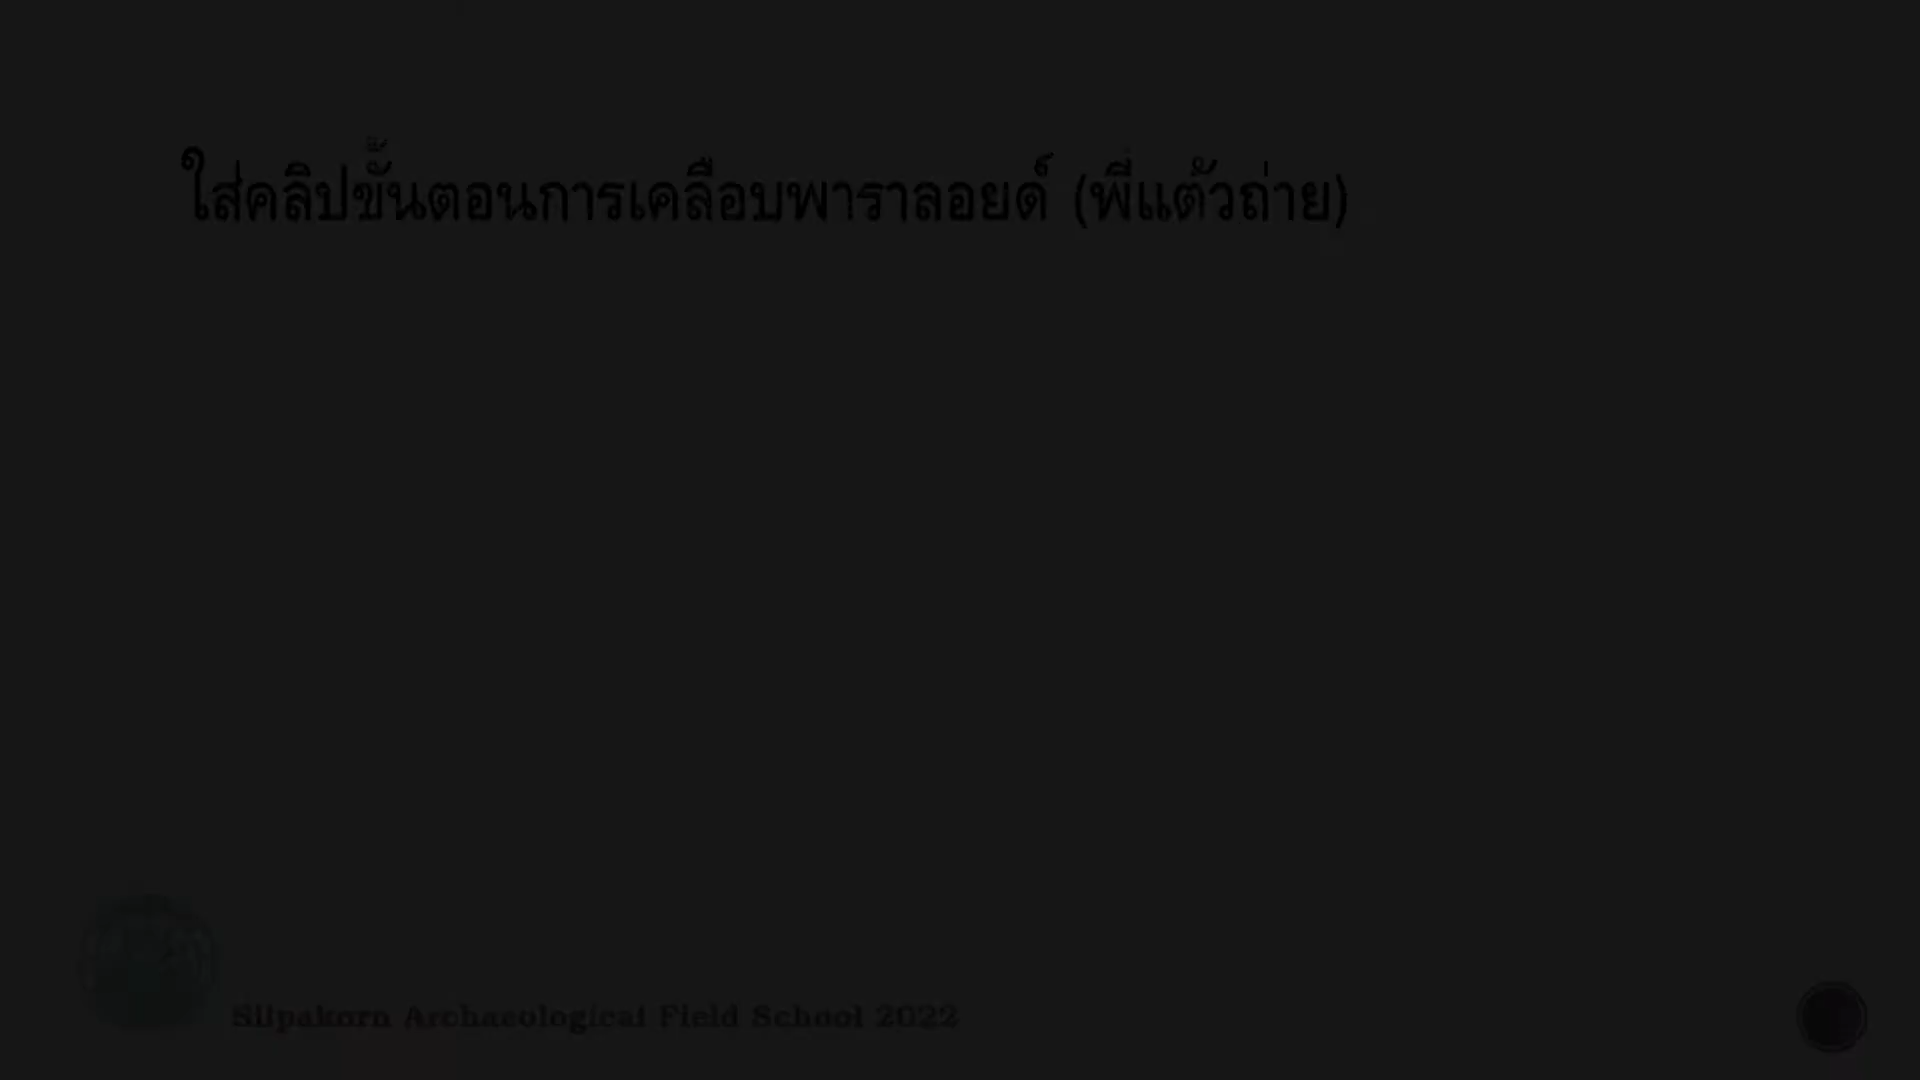 ใส่คลิปขั้นตอนการเคลือบพาราลอยด์ (พี่แต้วถ่าย)
Silpakorn Archaeological Field School 2022